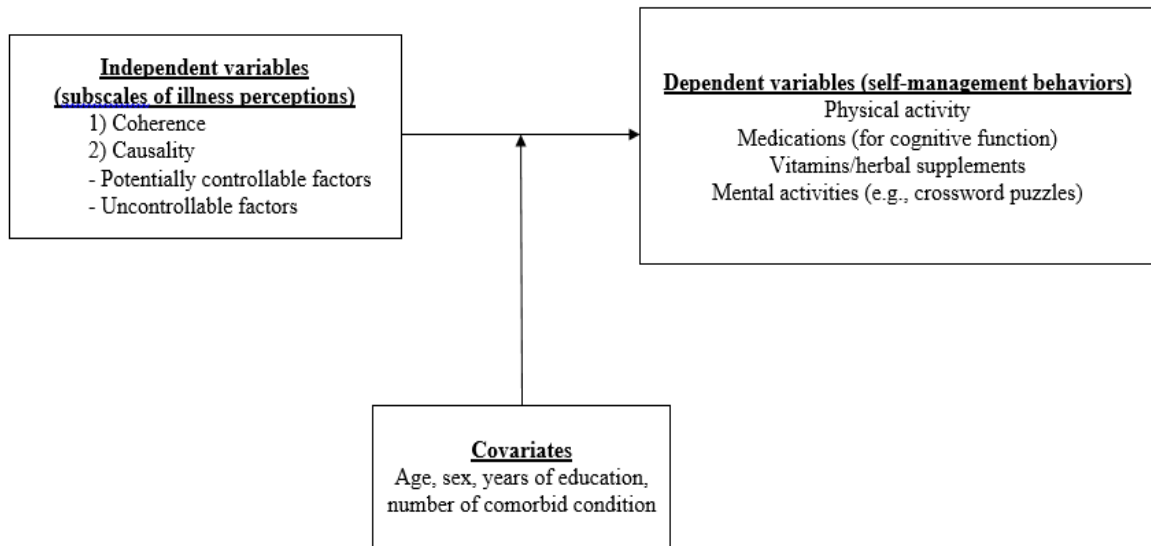 Independent variables
(subscales of illness perceptions)
1) Coherence
2) Causality
- Potentially controllable factors
- Uncontrollable factors
Dependent variables (self-management behaviors)
Physical activity
Medications (for cognitive function)
Vitamins/herbal supplements
Mental activities (e.g., crossword puzzles)
Covariates
Age, sex, years of education,
number of comorbid condition